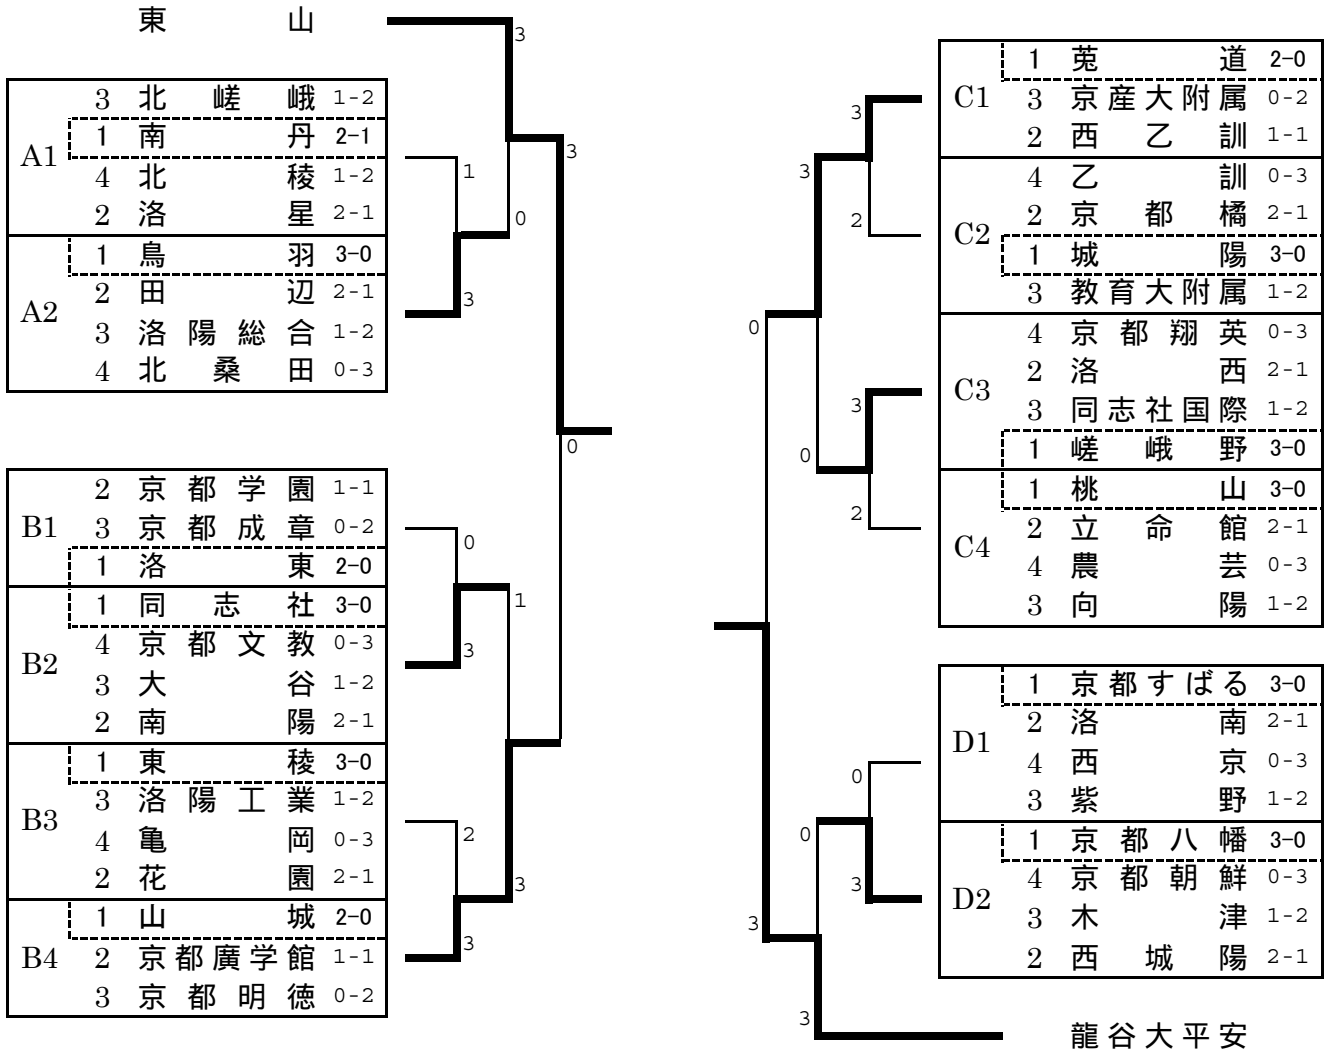 東山
3
A1
3 北嵯峨 1-2
1 南丹 2-1
4 北稜 1-2
2 洛星 2-1
A2
1 鳥羽 3-0
2 田辺 2-1
3 洛陽総合 1-2
4 北桑田 0-3
1
3
0
3
0
B1
2 京都学園 1-1
3 京都成章 0-2
1 洛東 2-0
B2
1 同志社 3-0
4 京都文教 0-3
3 大谷 1-2
2 南陽 2-1
B3
1 東稜 3-0
3 洛陽工業 1-2
4 亀岡 0-3
2 花園 2-1
B4
1 山城 2-0
2 京都廣学館 1-1
3 京都明徳 0-2
0
3
1
2
3
3
C1
1 莵道 2-0
3 京産大附属 0-2
2 西乙訓 1-1
C2
4 乙訓 0-3
2 京都橘 2-1
1 城陽 3-0
3 教育大附属 1-2
C3
4 京都翔英 0-3
2 洛西 2-1
3 同志社国際 1-2
1 嵯峨野 3-0
C4
1 桃山 3-0
2 立命館 2-1
4 農芸 0-3
3 向陽 1-2
3
3
2
0
3
0
2
D1
1 京都すばる 3-0
2 洛南 2-1
4 西京 0-3
3 紫野 1-2
D2
1 京都八幡 3-0
4 京都朝鮮 0-3
3 木津 1-2
2 西城陽 2-1
0
0
3
3
3
龍谷大平安